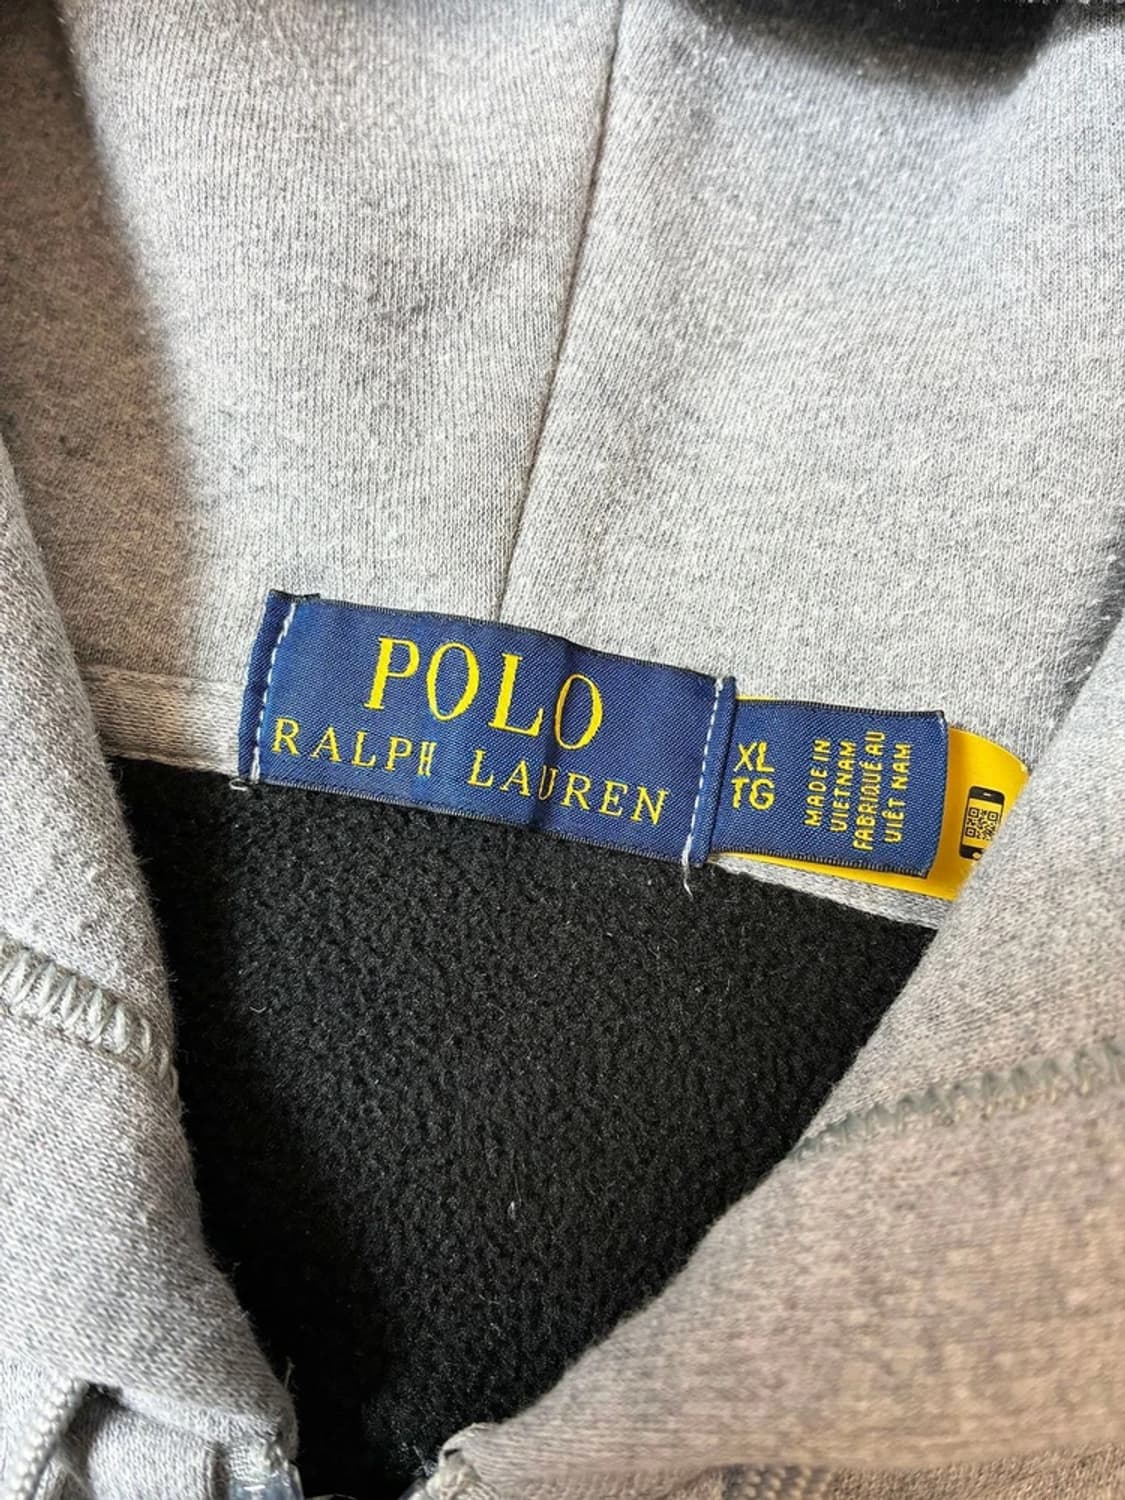 POLO
RALPH LAUREN
XL
TG
MADE IN
VIETNAM
FABRIQUÉ AU
VIÊT NAM